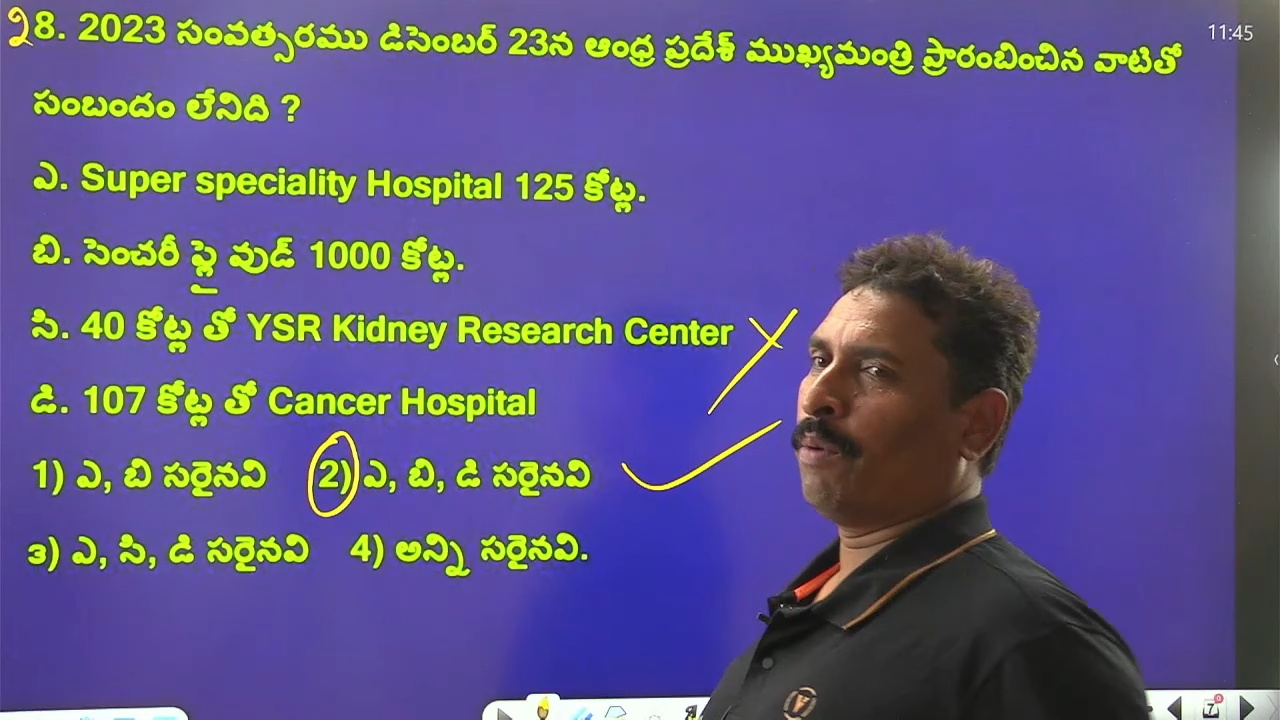 11:45
28. 2023 సంవత్సరము డిసెంబర్ 23న ఆంధ్ర ప్రదేశ్ ముఖ్యమంత్రి ప్రారంబించిన వాటితో
సంబందం లేనిది ?
ఎ. Super speciality Hospital 125 కోట్ల.
బి. సెంచరీ ప్లై వుడ్ 1000 కోట్ల.
సి. 40 కోట్ల తో YSR Kidney Research Center
డి. 107 కోట్ల తో Cancer Hospital
1) ఎ, బి సరైనవి 2) ఎ, బి, డి సరైనవి
3) ఎ, సి, డి సరైనవి 4) అన్ని సరైనవి.